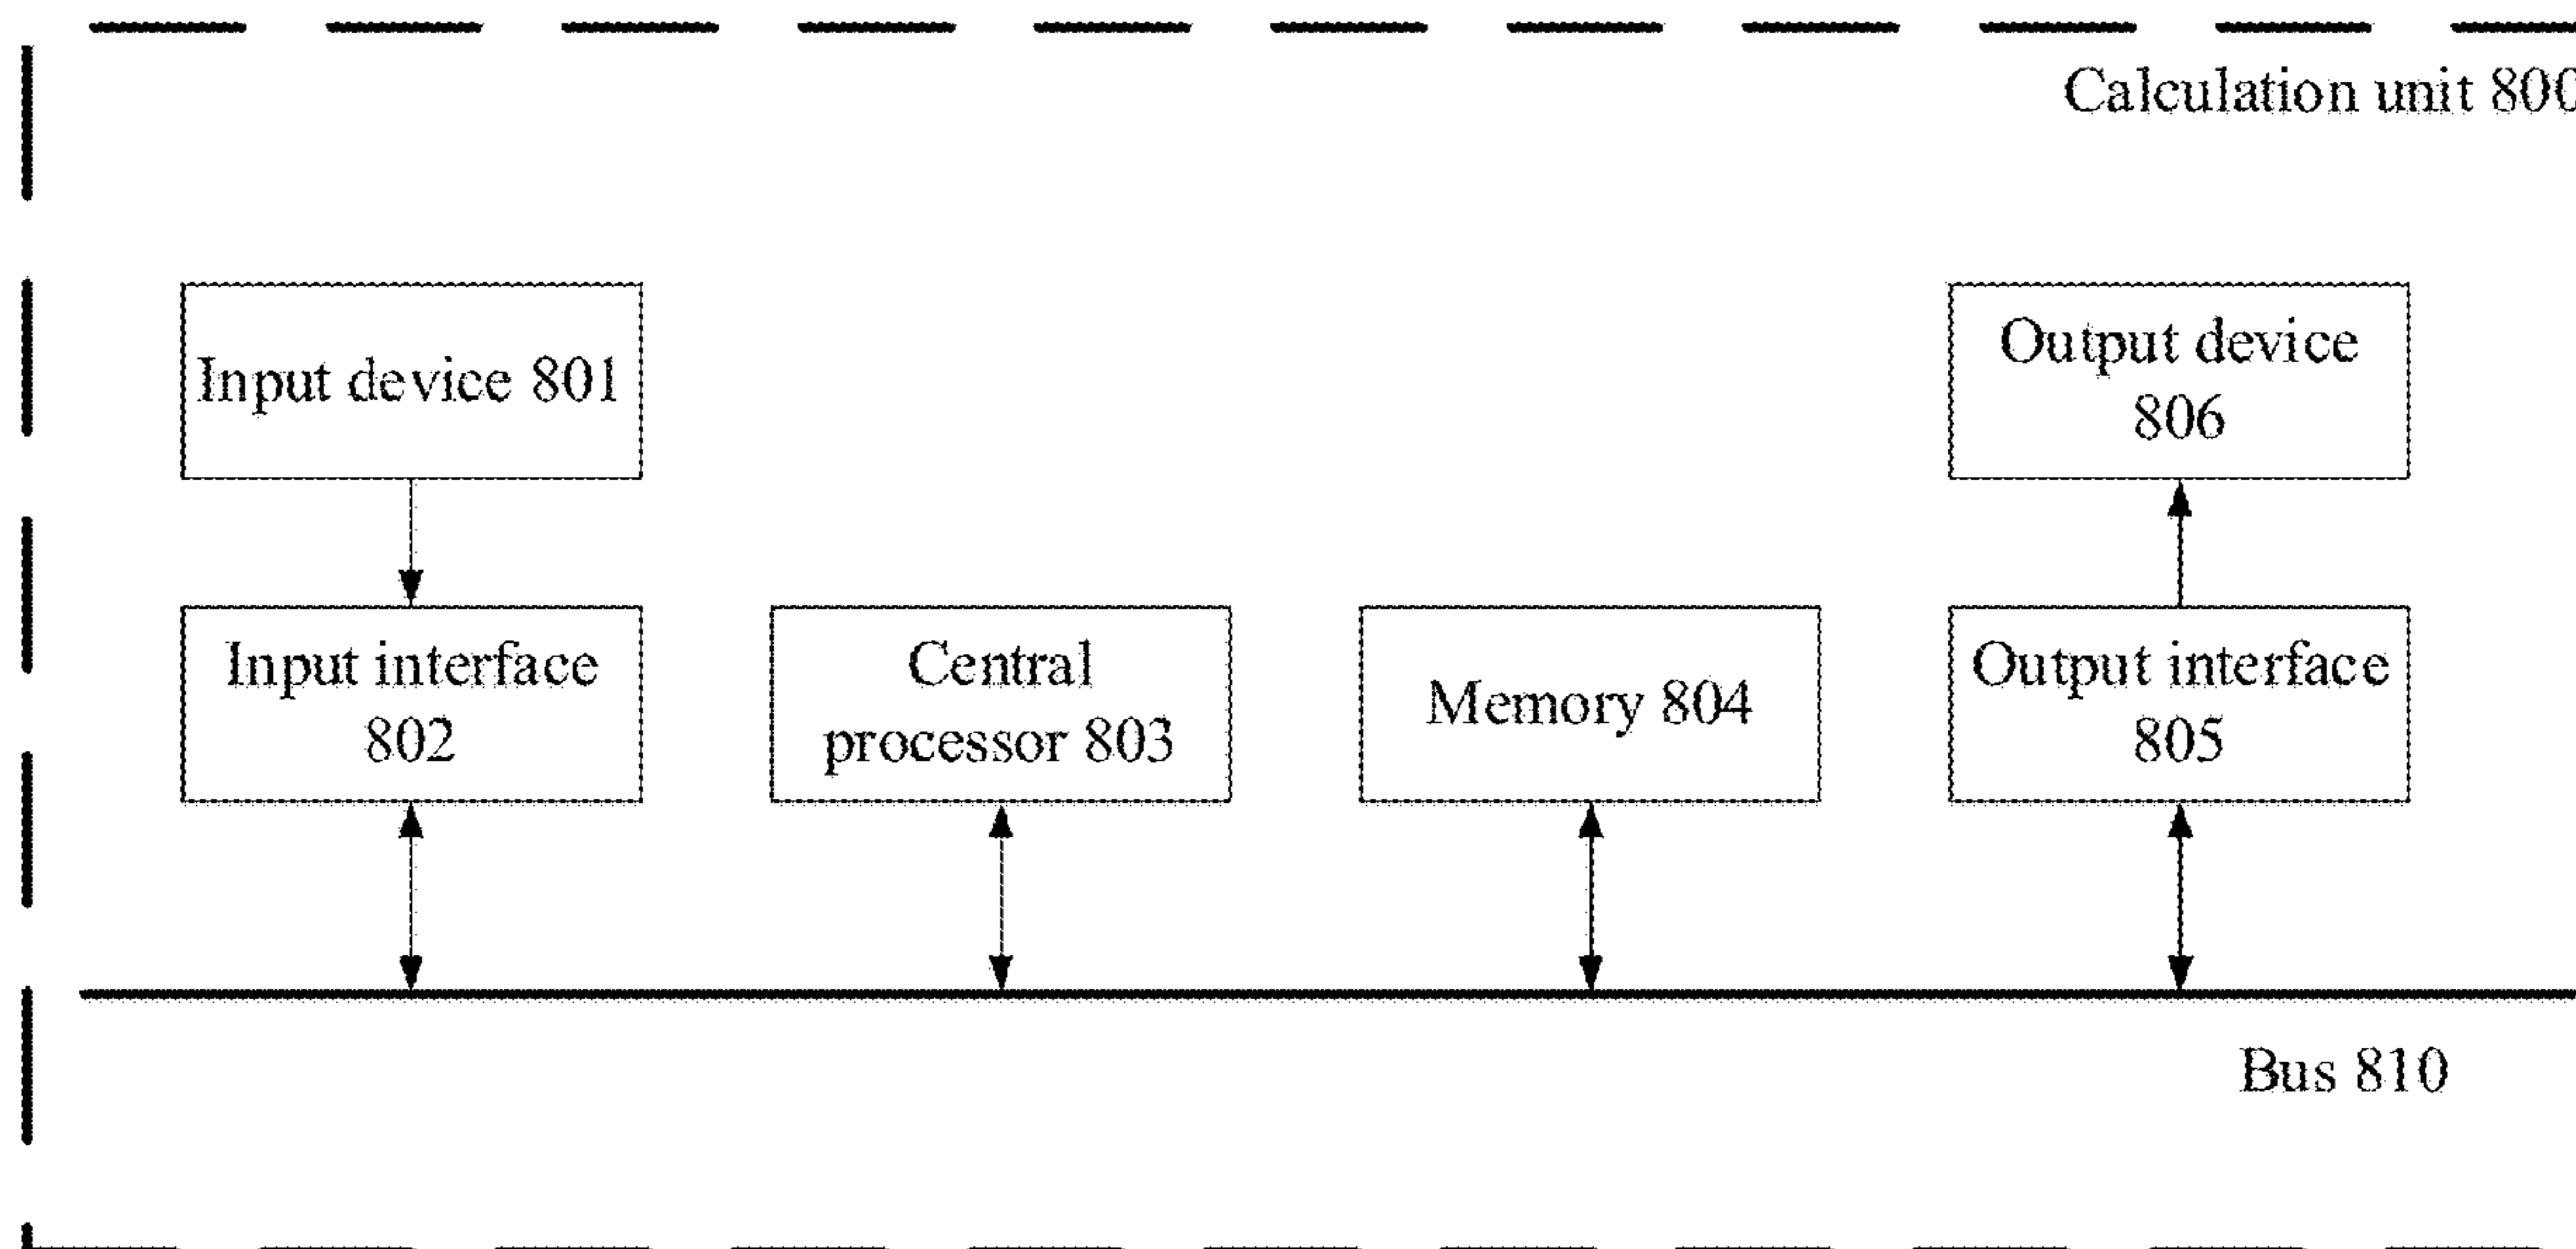 Calculation unit 800
Input device 801
Output device
806
Input interface
802
Central
processor 803
Memory 804
Output interface
805
Bus 810